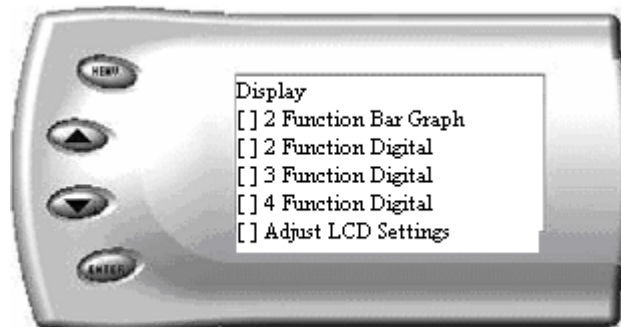 MENU
Display
[ ] 2 Function Bar Graph
[ ] 2 Function Digital
[ ] 3 Function Digital
[ ] 4 Function Digital
[ ] Adjust LCD Settings
ENTER